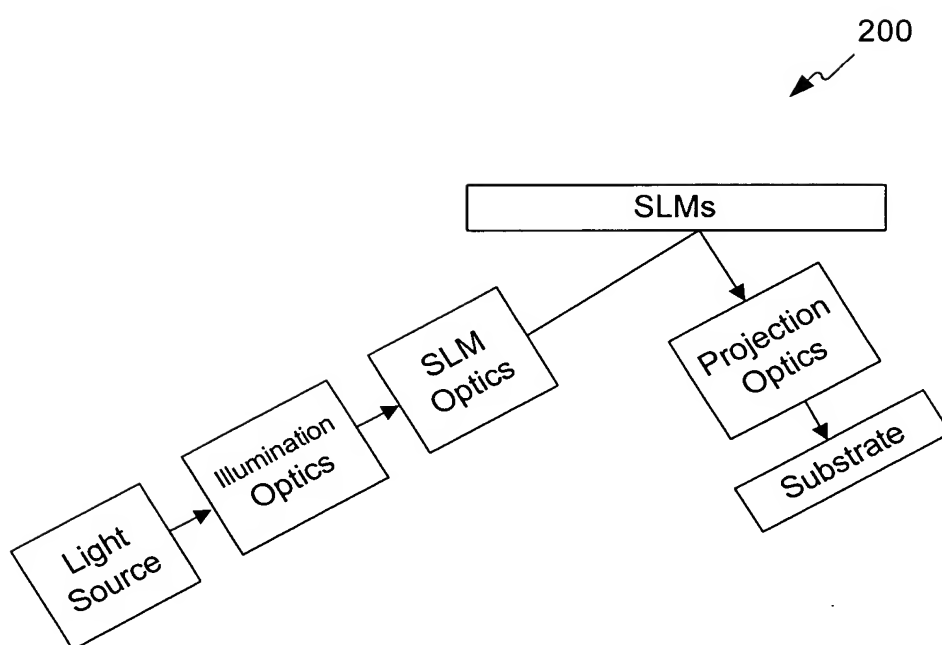 200
SLMs
Projection
Optics
SLM
Optics
Substrate
Illumination
Optics
Light
Source